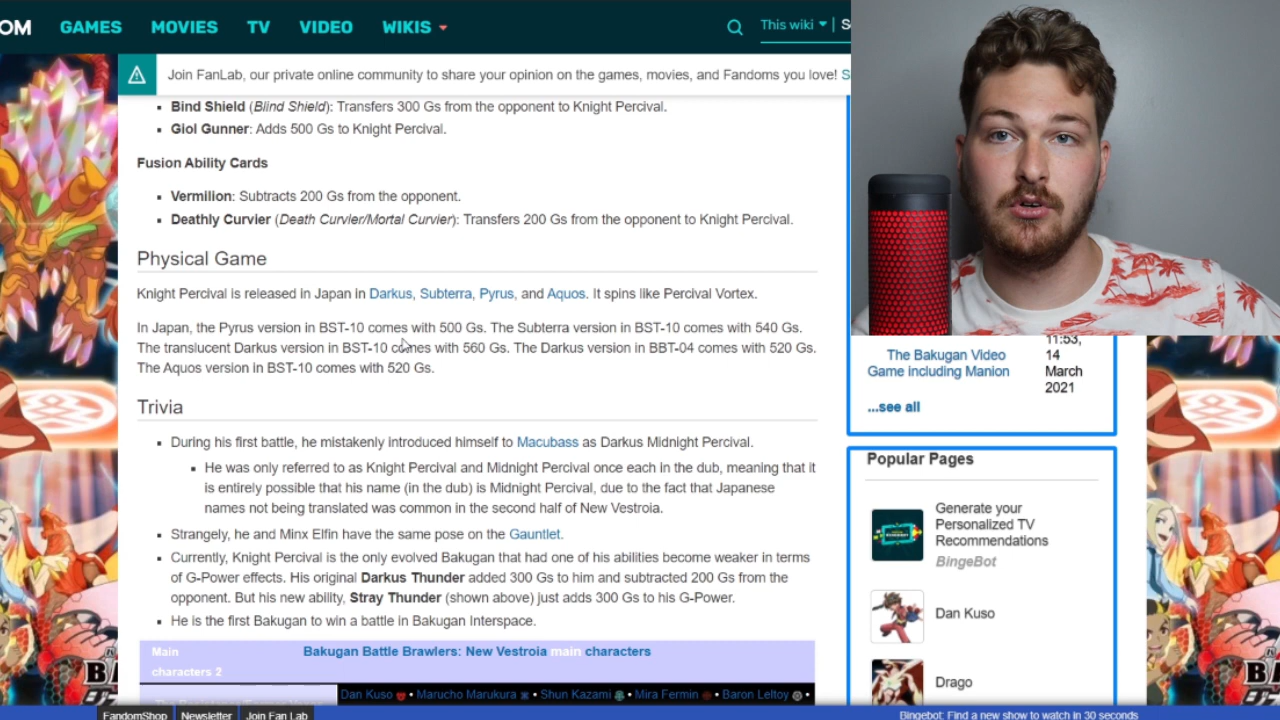 OM GAMES MOVIES TV VIDEO WIKIS This wiki | S
Join FanLab, our private online community to share your opinion on the games, movies, and Fandoms you love! S
Bind Shield (Blind Shield): Transfers 300 Gs from the opponent to Knight Percival.
Giol Gunner: Adds 500 Gs to Knight Percival.
Fusion Ability Cards
Vermilion: Subtracts 200 Gs from the opponent.
Deathly Curvier (Death Curvier/Mortal Curvier): Transfers 200 Gs from the opponent to Knight Percival.
Physical Game
Knight Percival is released in Japan in Darkus, Subterra, Pyrus, and Aquos. It spins like Percival Vortex.
In Japan, the Pyrus version in BST-10 comes with 500 Gs. The Subterra version in BST-10 comes with 540 Gs.
The translucent Darkus version in BST-10 comes with 560 Gs. The Darkus version in BBT-04 comes with 520 Gs.
The Aquos version in BST-10 comes with 520 Gs.
Trivia
During his first battle, he mistakenly introduced himself to Macubass as Darkus Midnight Percival.
He was only referred to as Knight Percival and Midnight Percival once each in the dub, meaning that it
is entirely possible that his name (in the dub) is Midnight Percival, due to the fact that Japanese
names not being translated was common in the second half of New Vestroia.
Strangely, he and Minx Elfin have the same pose on the Gauntlet.
Currently, Knight Percival is the only evolved Bakugan that had one of his abilities become weaker in terms
of G-Power effects. His original Darkus Thunder added 300 Gs to him and subtracted 200 Gs from the
opponent. But his new ability, Stray Thunder (shown above) just adds 300 Gs to his G-Power.
He is the first Bakugan to win a battle in Bakugan Interspace.
Main
characters 2
Bakugan Battle Brawlers: New Vestroia main characters
Dan Kuso • Marucho Marukura • Shun Kazami • Mira Fermin • Baron Leltoy •
The Bakugan Video
Game including Manion
11:53,
14
March
2021
...see all
Popular Pages
Generate your
Personalized TV
Recommendations
BingeBot
Dan Kuso
Drago
FandomShop Newsletter Join Fan Lab
Bingebot: Find a new show to watch in 30 seconds